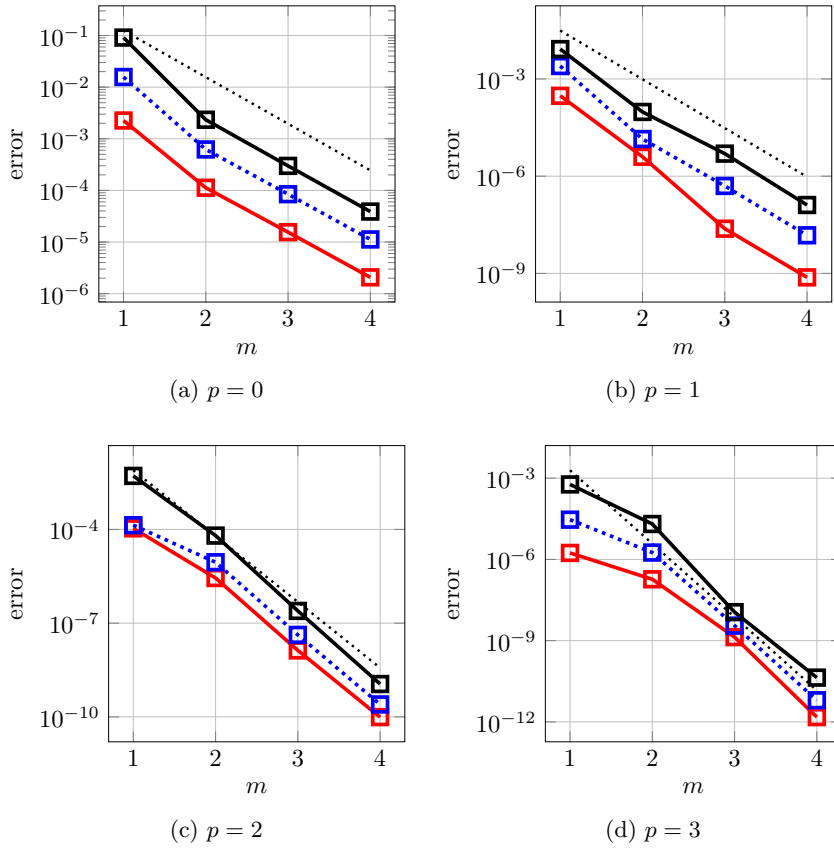 10^{-1}
10^{-2}
10^{-3}
10^{-4}
10^{-5}
10^{-6}
error
1 2 3 4
m
(a) p = 0
10^{-3}
10^{-6}
10^{-9}
error
1 2 3 4
m
(b) p = 1
10^{-4}
10^{-7}
10^{-10}
error
1 2 3 4
m
(c) p = 2
10^{-3}
10^{-6}
10^{-9}
10^{-12}
error
1 2 3 4
m
(d) p = 3